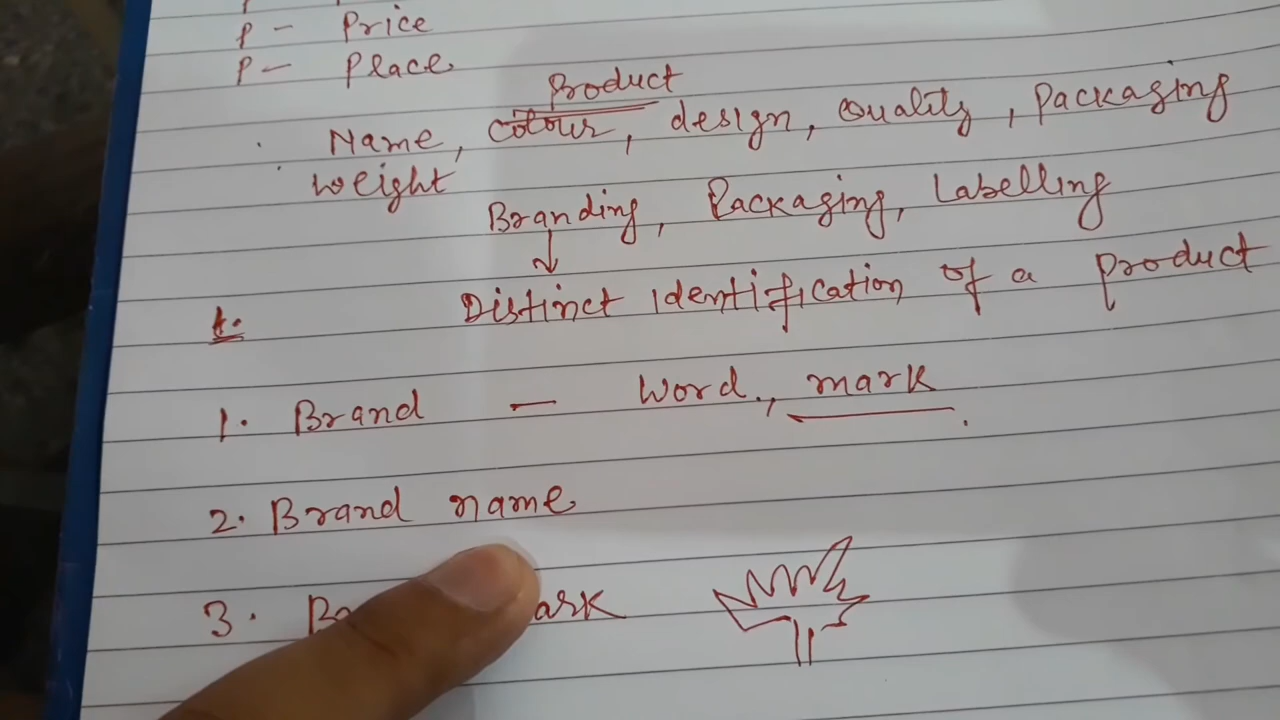 P - Price
P - Place
Product
Name, colour, design, Quality, Packaging
weight
Branding, Packaging, Labelling
Distinct identification of a product
1. Brand - Word, mark
2. Brand name
3.